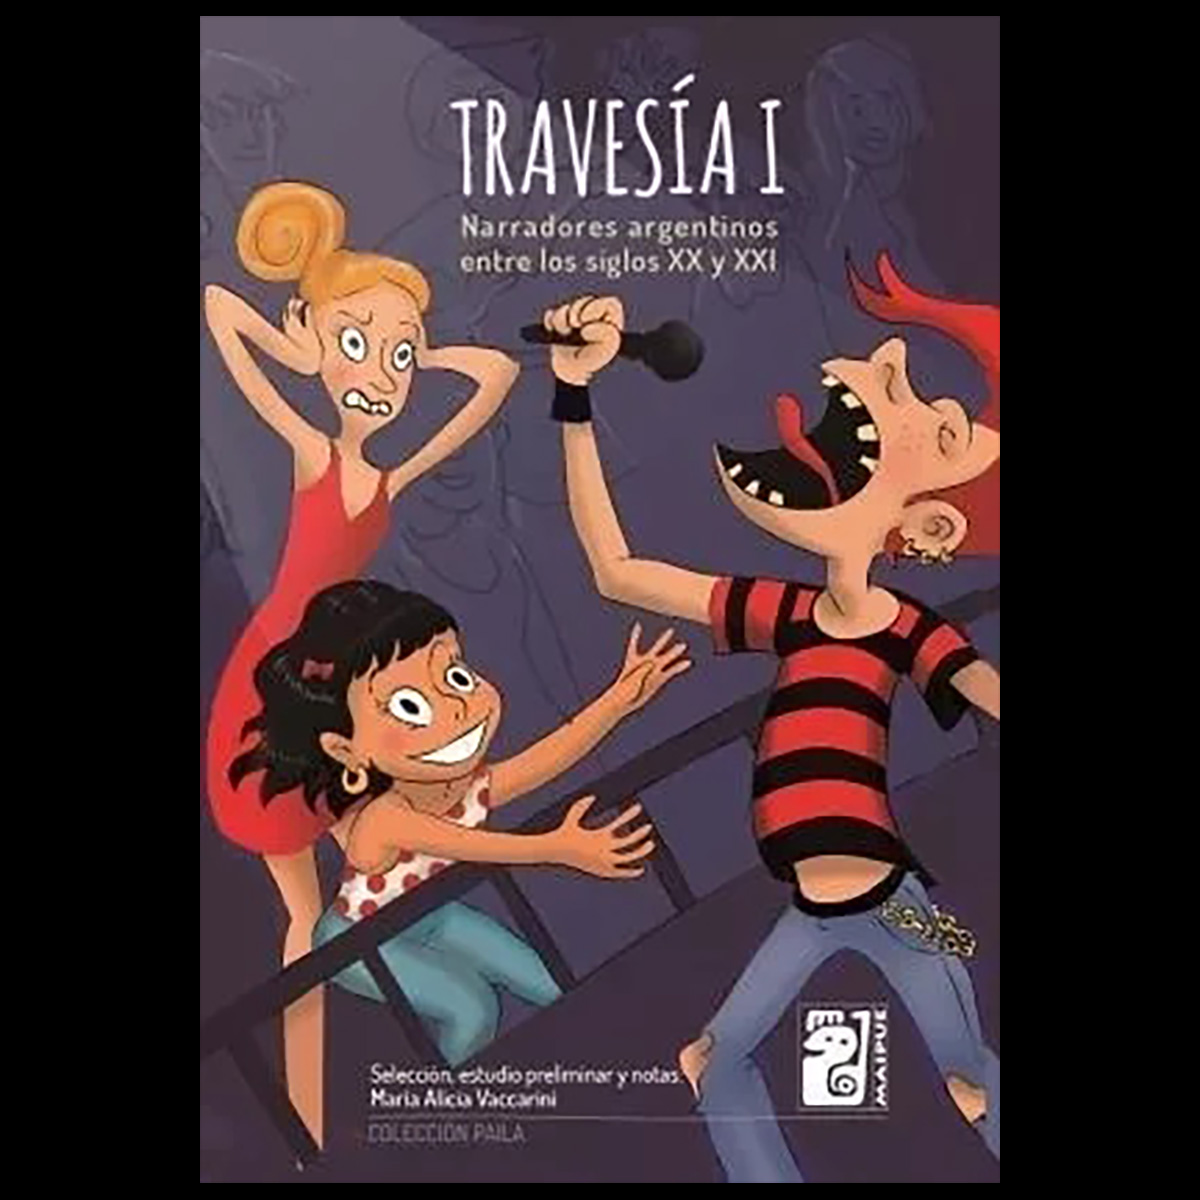 TRAVESÍA I
Narradores argentinos
entre los siglos XX y XXI
Selección, estudio preliminar y notas:
María Alicia Vaccarini
COLECCIÓN PAILA
MAIPUE